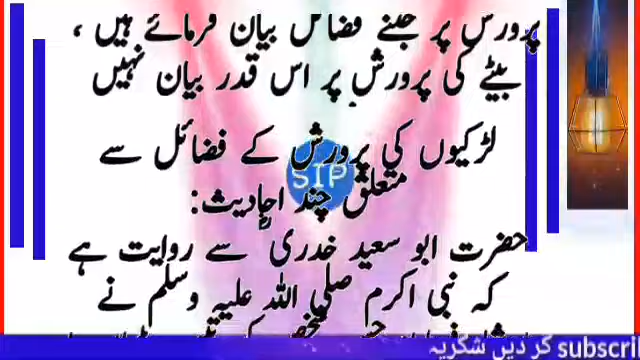 پرورش پر جتنے فضائل بیان فرمائے ہیں ،
بیٹے کی پرورش پر اس قدر بیان نہیں
لڑکیوں کی پرورش کے فضائل سے
متعلق چند احادیث:
حضرت ابو سعید خدریؓ سے روایت ہے
کہ نبی اکرم صلی اللہ علیہ وسلم نے
SIP
subscri کر دیں شکریہ